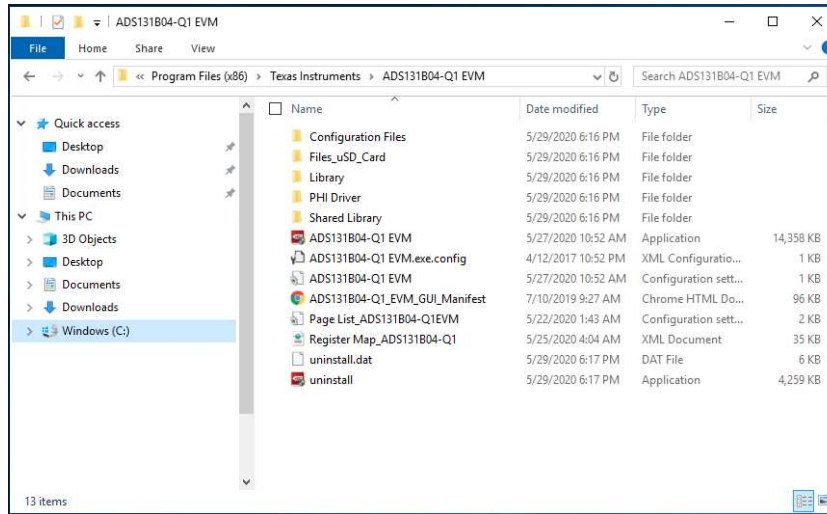 ADS131B04-Q1 EVM
File Home Share View
« Program Files (x86) > Texas Instruments > ADS131B04-Q1 EVM Search ADS131B04-Q1 EVM
Name Date modified Type Size
Quick access
Desktop
Downloads
Documents
This PC
3D Objects
Desktop
Documents
Downloads
Windows (C:)
Configuration Files 5/29/2020 6:16 PM File folder
Files_uSD_Card 5/29/2020 6:16 PM File folder
Library 5/29/2020 6:16 PM File folder
PHI Driver 5/29/2020 6:16 PM File folder
Shared Library 5/29/2020 6:16 PM File folder
ADS131B04-Q1 EVM 5/27/2020 10:52 AM Application 14,358 KB
ADS131B04-Q1 EVM.exe.config 4/12/2017 10:52 PM XML Configuratio... 1 KB
ADS131B04-Q1 EVM 5/27/2020 10:52 AM Configuration sett... 1 KB
ADS131B04-Q1_EVM_GUI_Manifest 7/10/2019 9:27 AM Chrome HTML Do... 96 KB
Page List_ADS131B04-Q1EVM 5/22/2020 1:43 AM Configuration sett... 2 KB
Register Map_ADS131B04-Q1 5/25/2020 4:04 AM XML Document 35 KB
uninstall.dat 5/29/2020 6:17 PM DAT File 6 KB
uninstall 5/29/2020 6:17 PM Application 4,259 KB
13 items